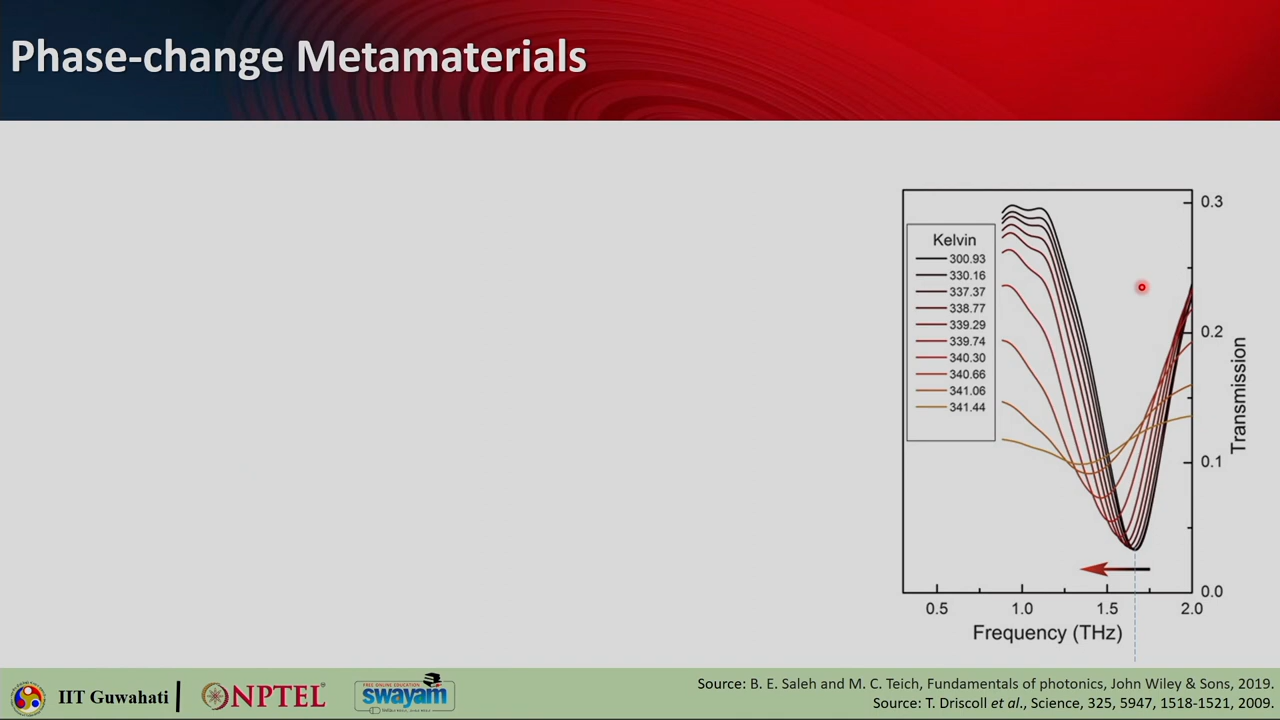 Phase-change Metamaterials
Kelvin
300.93
330.16
337.37
338.77
339.29
339.74
340.30
340.66
341.06
341.44
0.3
0.2
0.1
0.0
Transmission
0.5 1.0 1.5 2.0
Frequency (THz)
IIT Guwahati
NPTEL
FREE ONLINE EDUCATION
swayam
Source: B. E. Saleh and M. C. Teich, Fundamentals of photonics, John Wiley & Sons, 2019.
Source: T. Driscoll et al., Science, 325, 5947, 1518-1521, 2009.